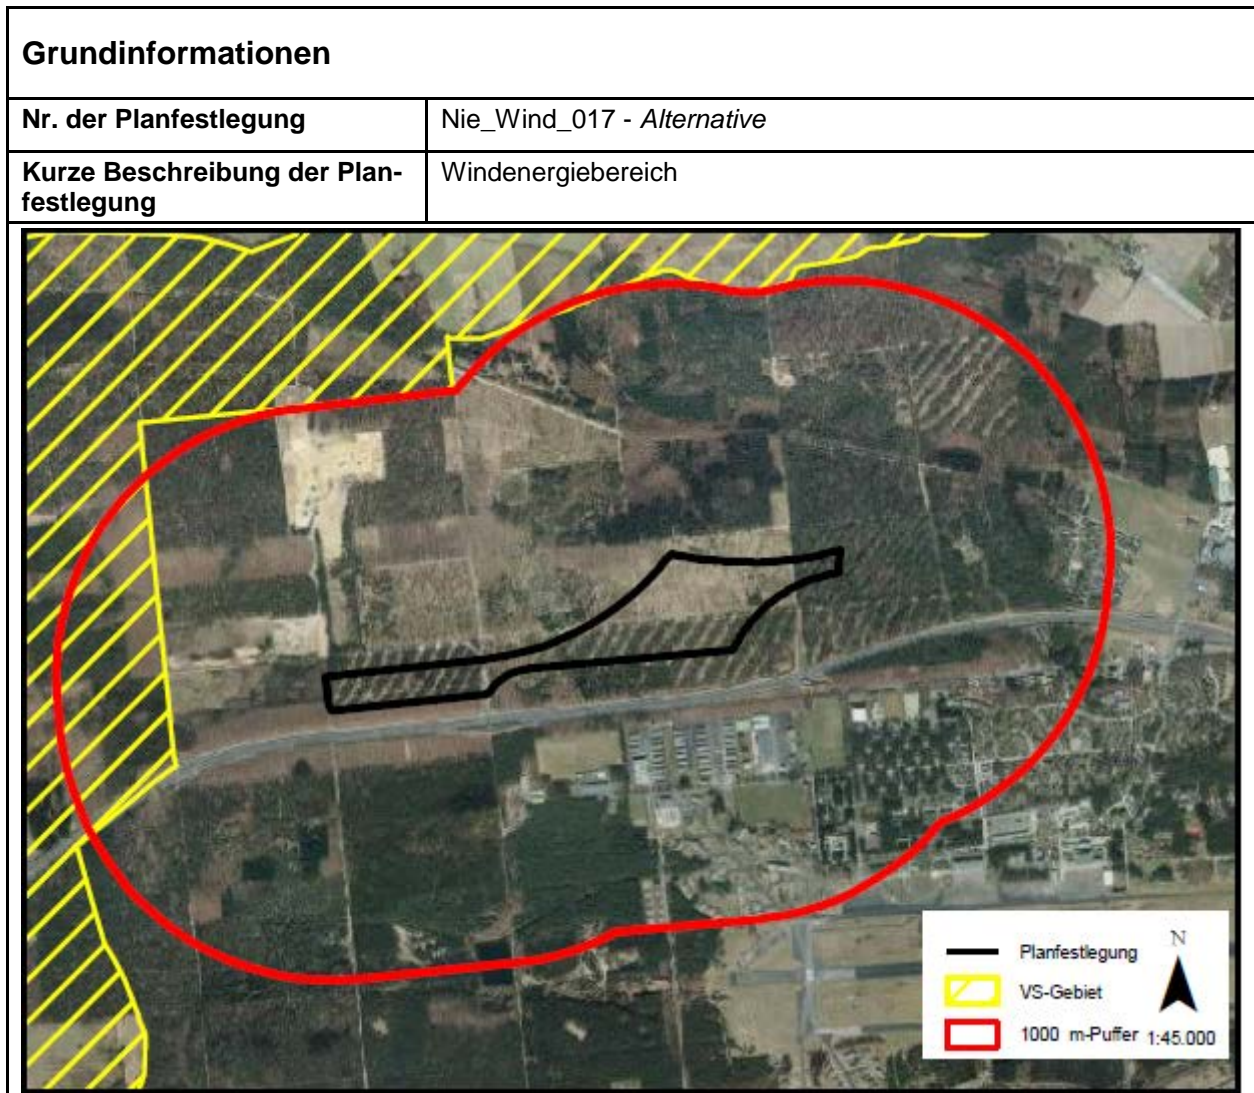 Grundinformationen
Nr. der Planfestlegung
Nie_Wind_017 - Alternative
Kurze Beschreibung der Plan-
festlegung
Windenergiebereich
Planfestlegung
VS-Gebiet
1000 m-Puffer
N
1:45.000